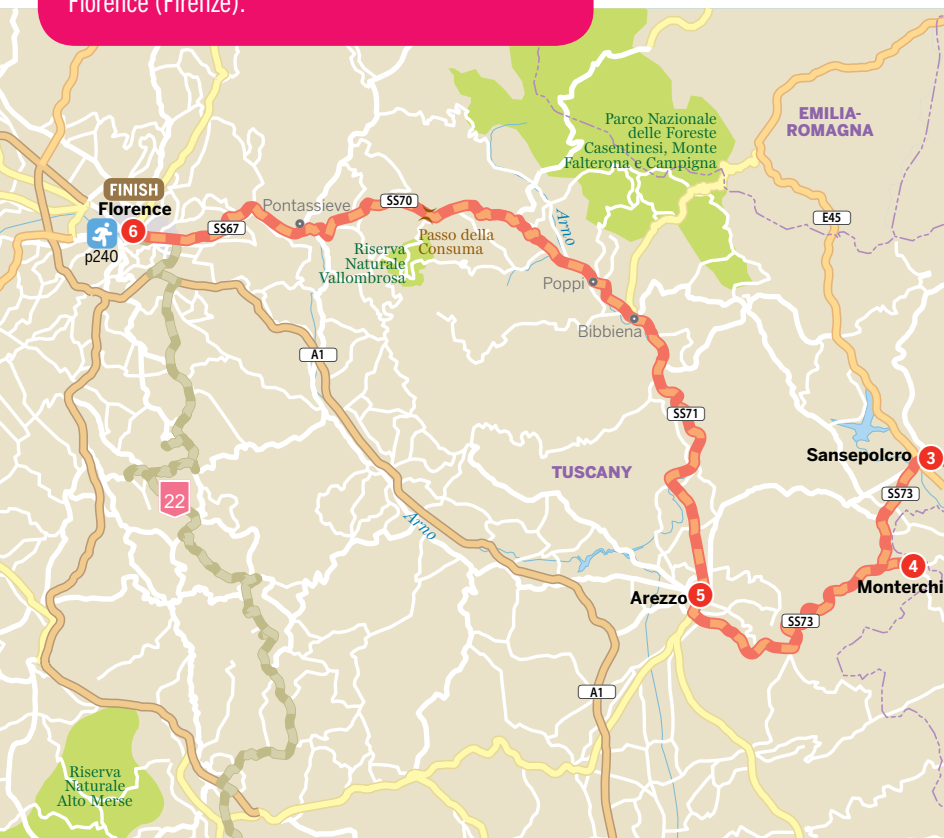 Florence (Firenze).
EMILIA-
ROMAGNA
Parco Nazionale
delle Foreste
Casentinesi, Monte
Falterona e Campigna
FINISH
Florence
6
p240
SS67
Pontassieve
SS70
Passo della
Consuma
Riserva
Naturale
Vallombrosa
Arno
E45
Poppi
Bibbiena
A1
SS71
TUSCANY
Sansepolcro
3
SS73
22
Arno
4
Monterchi
Arezzo
5
SS73
A1
Riserva
Naturale
Alto Merse